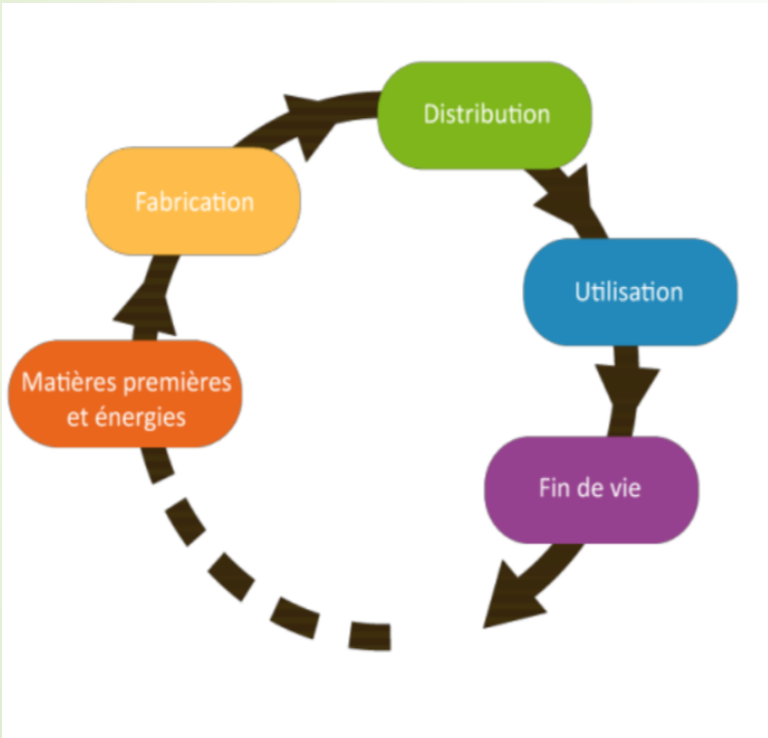 Distribution
Fabrication
Utilisation
Matières premières
et énergies
Fin de vie